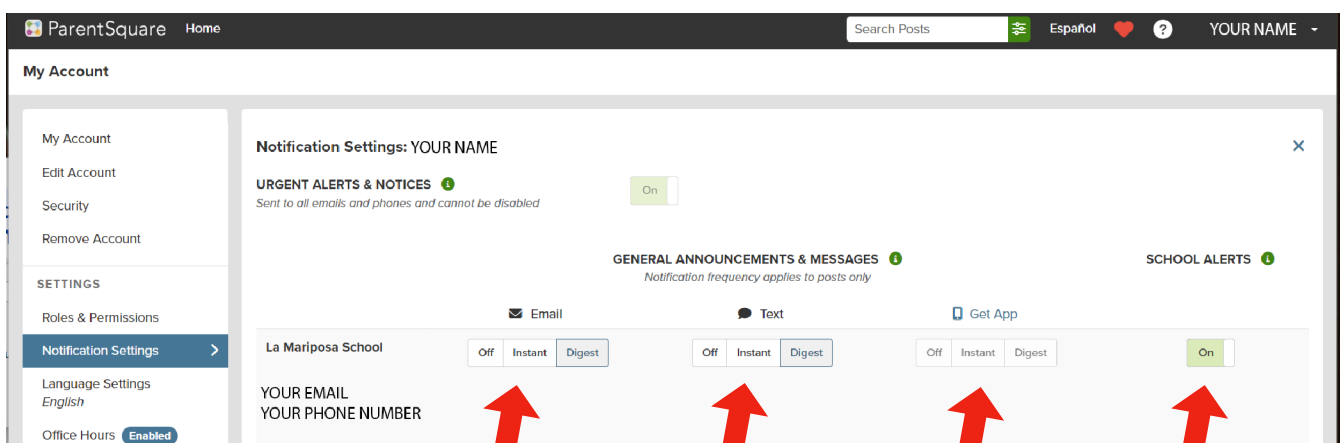 ParentSquare Home Search Posts Español ? YOUR NAME
My Account
My Account
Edit Account
Security
Remove Account
SETTINGS
Roles & Permissions
Notification Settings
Language Settings
English
Office Hours Enabled
Notification Settings: YOUR NAME
URGENT ALERTS & NOTICES
On
Sent to all emails and phones and cannot be disabled
GENERAL ANNOUNCEMENTS & MESSAGES
SCHOOL ALERTS
Notification frequency applies to posts only
Email Text Get App
La Mariposa School Off Instant Digest Off Instant Digest Off Instant Digest On
YOUR EMAIL
YOUR PHONE NUMBER